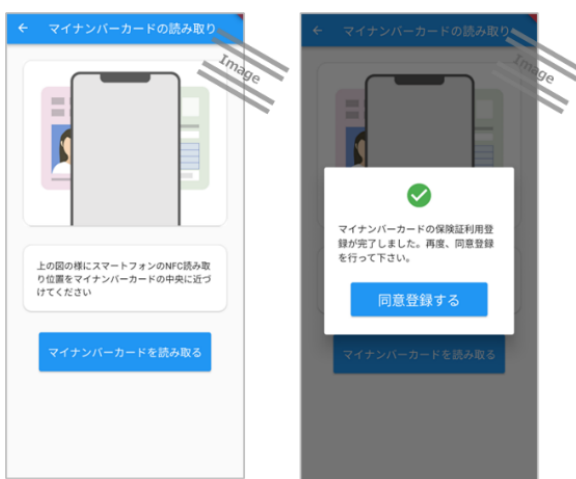 ← マイナンバーカードの読み取り
Image
上の図の様にスマートフォンのNFC読み取
り位置をマイナンバーカードの中央に近づ
けてください
マイナンバーカードを読み取る
← マイナンバーカードの読み取り
Image
マイナンバーカードの保険証利用登
録が完了しました。再度、同意登録
を行って下さい。
同意登録する
マイナンバーカードを読み取る